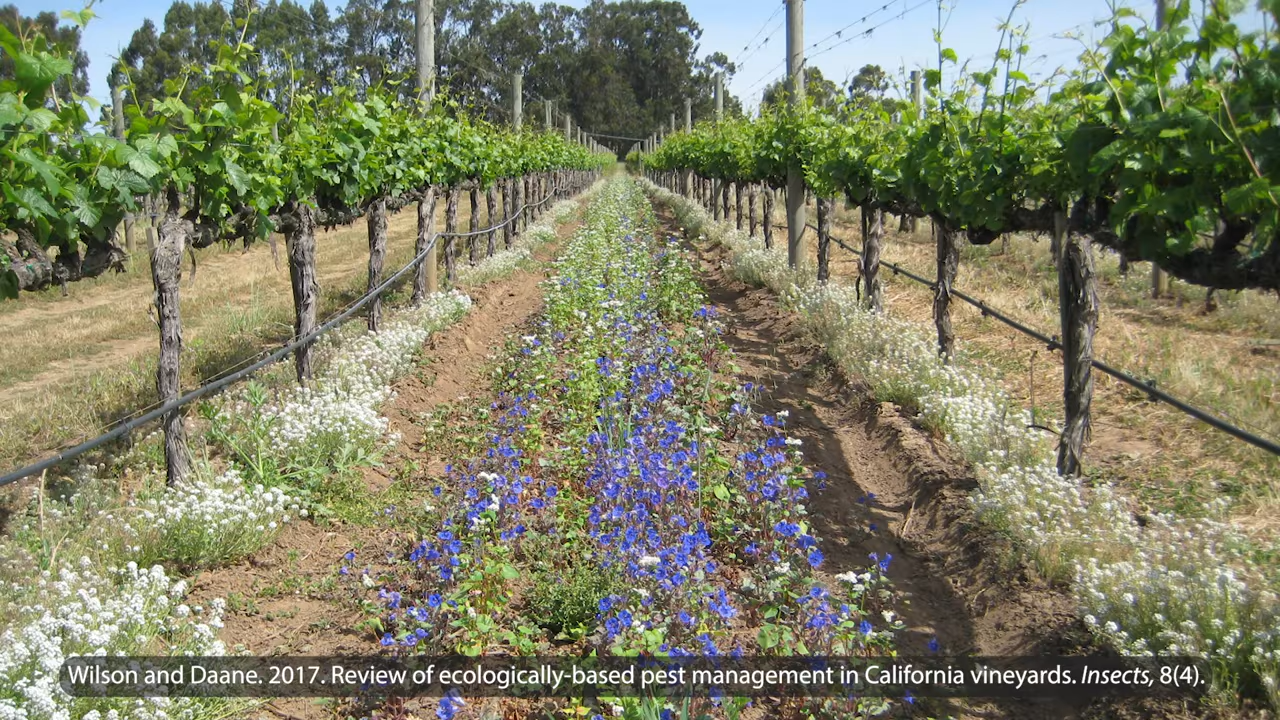 Wilson and Daane. 2017. Review of ecologically-based pest management in California vineyards. Insects, 8(4).